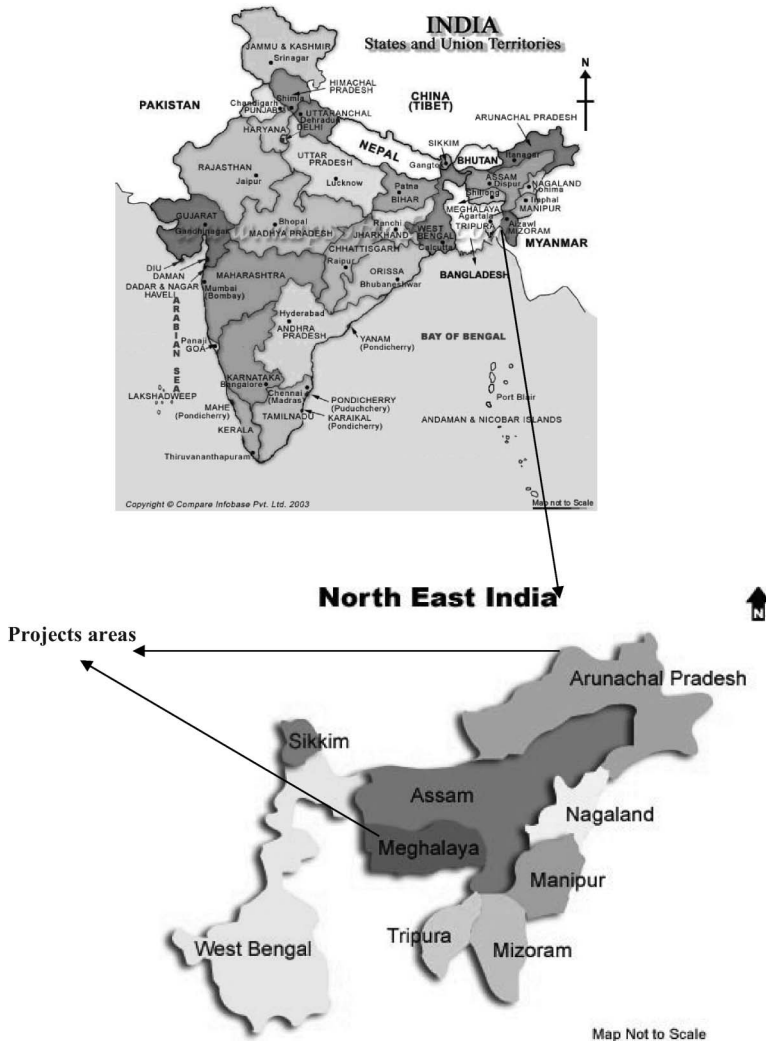 INDIA
States and Union Territories
N
JAMMU & KASHMIR
Srinagar
HIMACHAL
PRADESH
Shimla
PAKISTAN
Chandigarh
PUNJAB
UTTARANCHAL
Dehradun
CHINA
(TIBET)
HARYANA
DELHI
ARUNACHAL PRADESH
SIKKIM
Gangtok
BHUTAN
Itanagar
NEPAL
RAJASTHAN
Jaipur
UTTAR
PRADESH
Lucknow
Patna
BIHAR
ASSAM
Dispur
NAGALAND
Kohima
Shillong
MEGHALAYA
Imphal
MANIPUR
Agartala
TRIPURA
Aizawl
MIZORAM
MYANMAR
GUJARAT
Gandhinagar
Bhopal
MADHYA PRADESH
Ranchi
JHARKHAND
WEST
BENGAL
Calcutta
BANGLADESH
CHHATTISGARH
Raipur
ORISSA
Bhubaneshwar
DIU
DAMAN
DADAR & NAGAR
HAVELI
MAHARASHTRA
Mumbai
(Bombay)
ARABIAN SEA
Hyderabad
ANDHRA
PRADESH
YANAM
(Pondicherry)
BAY OF BENGAL
Panaji
GOA
KARNATAKA
Bangalore
Chennai
(Madras)
PONDICHERRY
(Puduchchery)
KARAIKAL
(Pondicherry)
Port Blair
ANDAMAN & NICOBAR ISLANDS
LAKSHADWEEP
MAHE
(Pondicherry)
TAMILNADU
KERALA
Thiruvananthapuram
Copyright © Compare Infobase Pvt. Ltd. 2003
Map not to Scale
North East India
N
Projects areas
Arunachal Pradesh
Sikkim
Assam
Nagaland
Meghalaya
Manipur
West Bengal
Tripura
Mizoram
Map Not to Scale